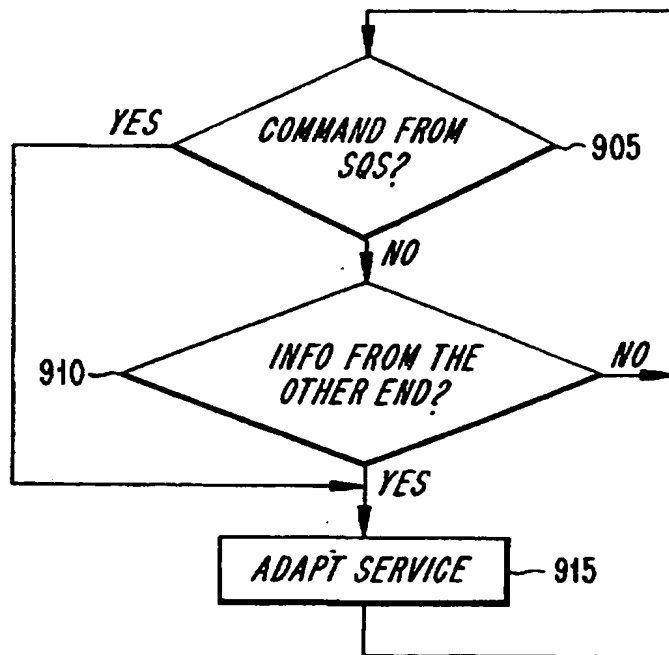 YES
COMMAND FROM
SQS?
905
NO
910
INFO FROM THE
OTHER END?
NO
YES
ADAPT SERVICE
915